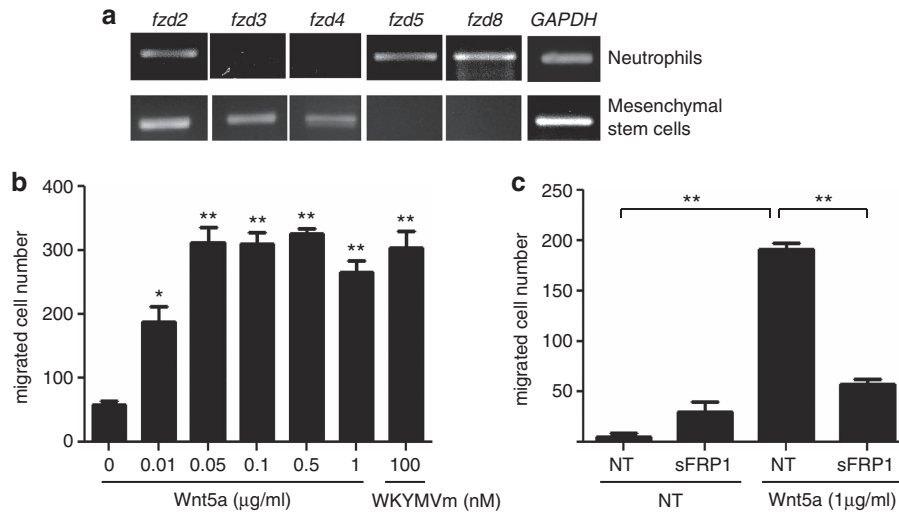 a
fzd2 fzd3 fzd4 fzd5 fzd8 GAPDH
Neutrophils
Mesenchymal
stem cells
b
migrated cell number
400
300
200
100
0
* ** ** ** ** **
0 0.01 0.05 0.1 0.5 1 100
Wnt5a (μg/ml) WKYMVm (nM)
c
migrated cell number
250
200
150
100
50
** **
NT sFRP1 NT sFRP1
NT Wnt5a (1μg/ml)